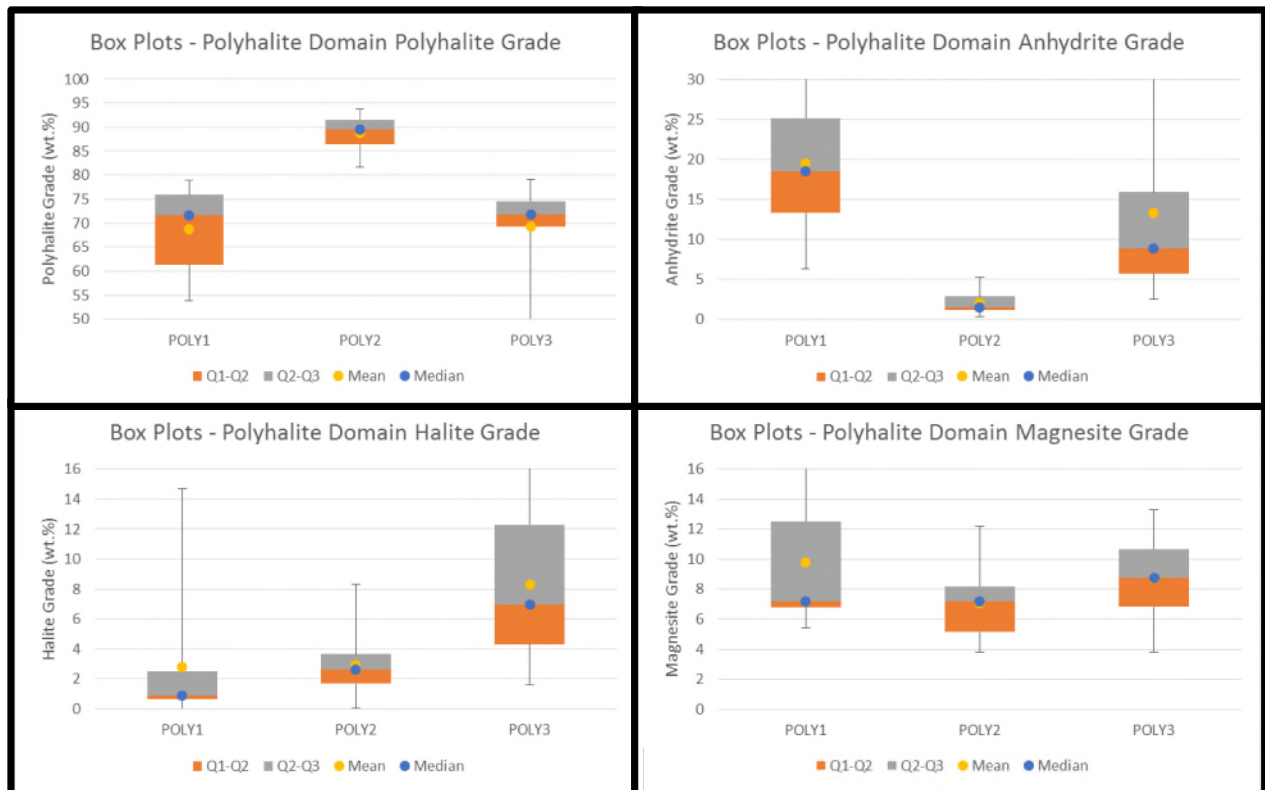 Box Plots - Polyhalite Domain Polyhalite Grade
Polyhalite Grade (wt.%)
100
95
90
85
80
75
70
65
60
55
50
POLY1 POLY2 POLY3
Q1-Q2 Q2-Q3 Mean Median
Box Plots - Polyhalite Domain Anhydrite Grade
Anhydrite Grade (wt.%)
30
25
20
15
10
5
0
POLY1 POLY2 POLY3
Q1-Q2 Q2-Q3 Mean Median
Box Plots - Polyhalite Domain Halite Grade
Halite Grade (wt.%)
16
14
12
10
8
6
4
2
0
POLY1 POLY2 POLY3
Q1-Q2 Q2-Q3 Mean Median
Box Plots - Polyhalite Domain Magnesite Grade
Magnesite Grade (wt.%)
16
14
12
10
8
6
4
2
0
POLY1 POLY2 POLY3
Q1-Q2 Q2-Q3 Mean Median